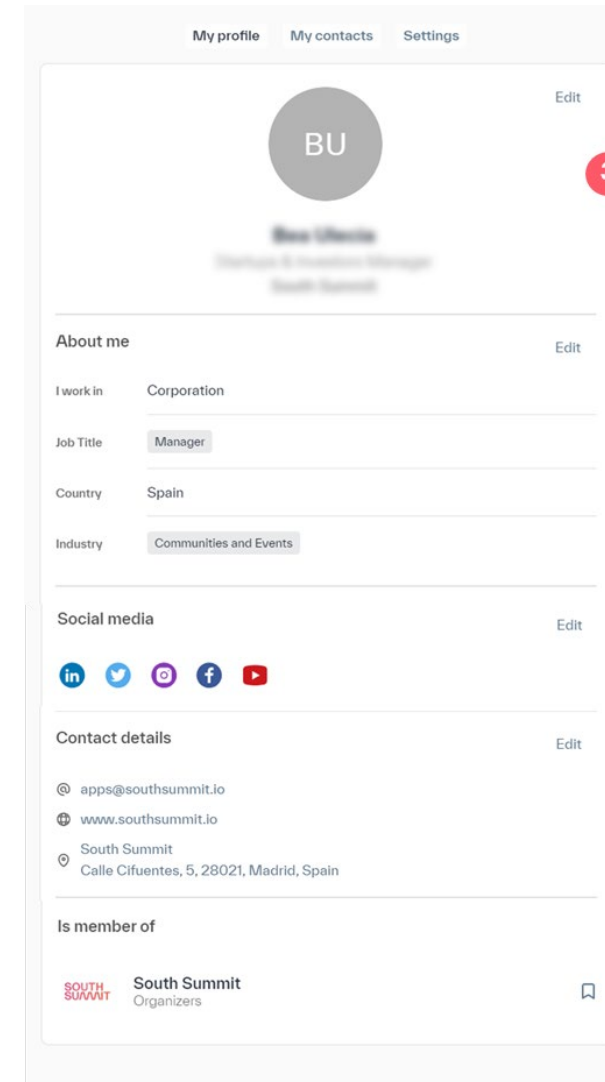 My profile My contacts Settings
Edit
BU
About me
Edit
I work in Corporation
Job Title Manager
Country Spain
Industry Communities and Events
Social media
Edit
in
f
Contact details
Edit
apps@southsummit.io
www.southsummit.io
South Summit
Calle Cifuentes, 5, 28021, Madrid, Spain
Is member of
SOUTH
SUMMIT
South Summit
Organizers